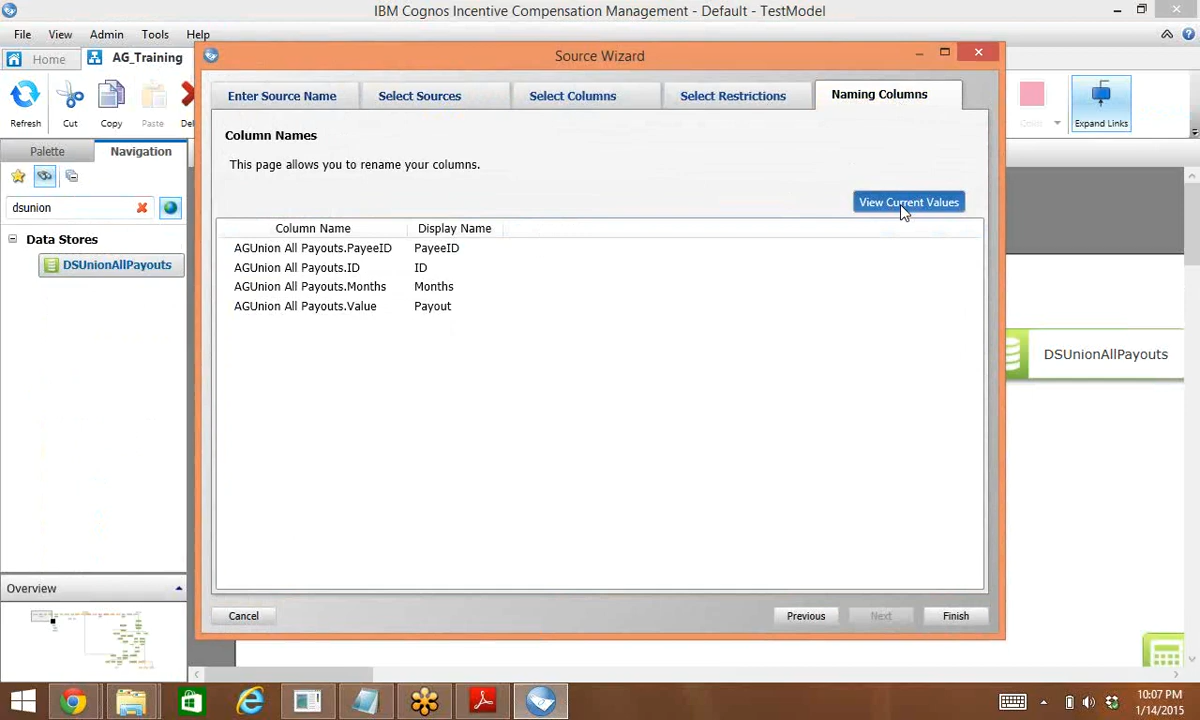 IBM Cognos Incentive Compensation Management - Default - TestModel
File View Admin Tools Help
Home AG_Training
Refresh Cut Copy Paste
Expand Links
Source Wizard
Enter Source Name Select Sources Select Columns Select Restrictions Naming Columns
Palette Navigation
dsunion
Data Stores
DSUnionAllPayouts
Column Names
This page allows you to rename your columns.
View Current Values
Column Name Display Name
AGUnion All Payouts.PayeeID PayeeID
AGUnion All Payouts.ID ID
AGUnion All Payouts.Months Months
AGUnion All Payouts.Value Payout
DSUnionAllPayouts
Overview
Cancel Previous Next Finish
10:07 PM
1/14/2015